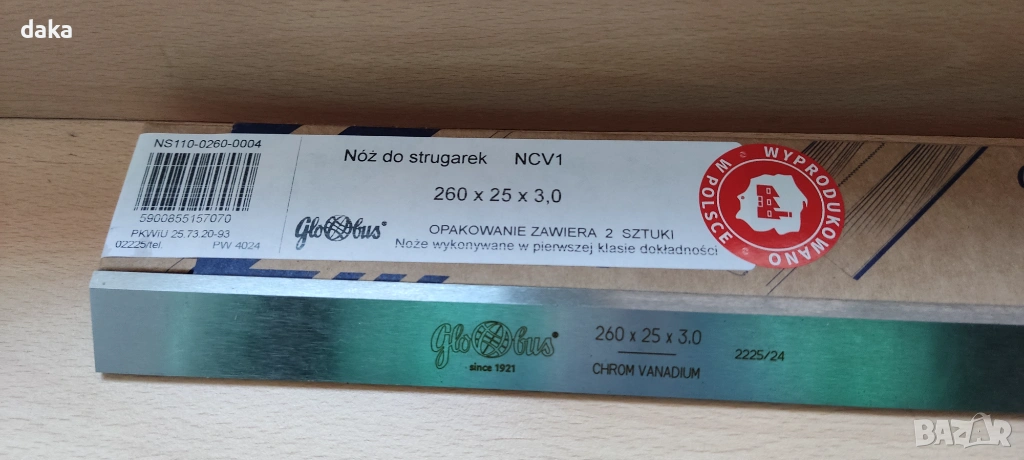 daka
NS110-0260-0004
5900855157070
PKWiU 25.73.20-93
02225/tel. PW 4024
Nóż do strugarek NCV1
260 x 25 x 3,0
Globus®
OPAKOWANIE ZAWIERA 2 SZTUKI
Noże wykonywane w pierwszej klasie dokładności
WYPRODUKOWANO
W POLSCE
Globus®
since 1921
260 x 25 x 3.0
CHROM VANADIUM
2225/24
BAZAR